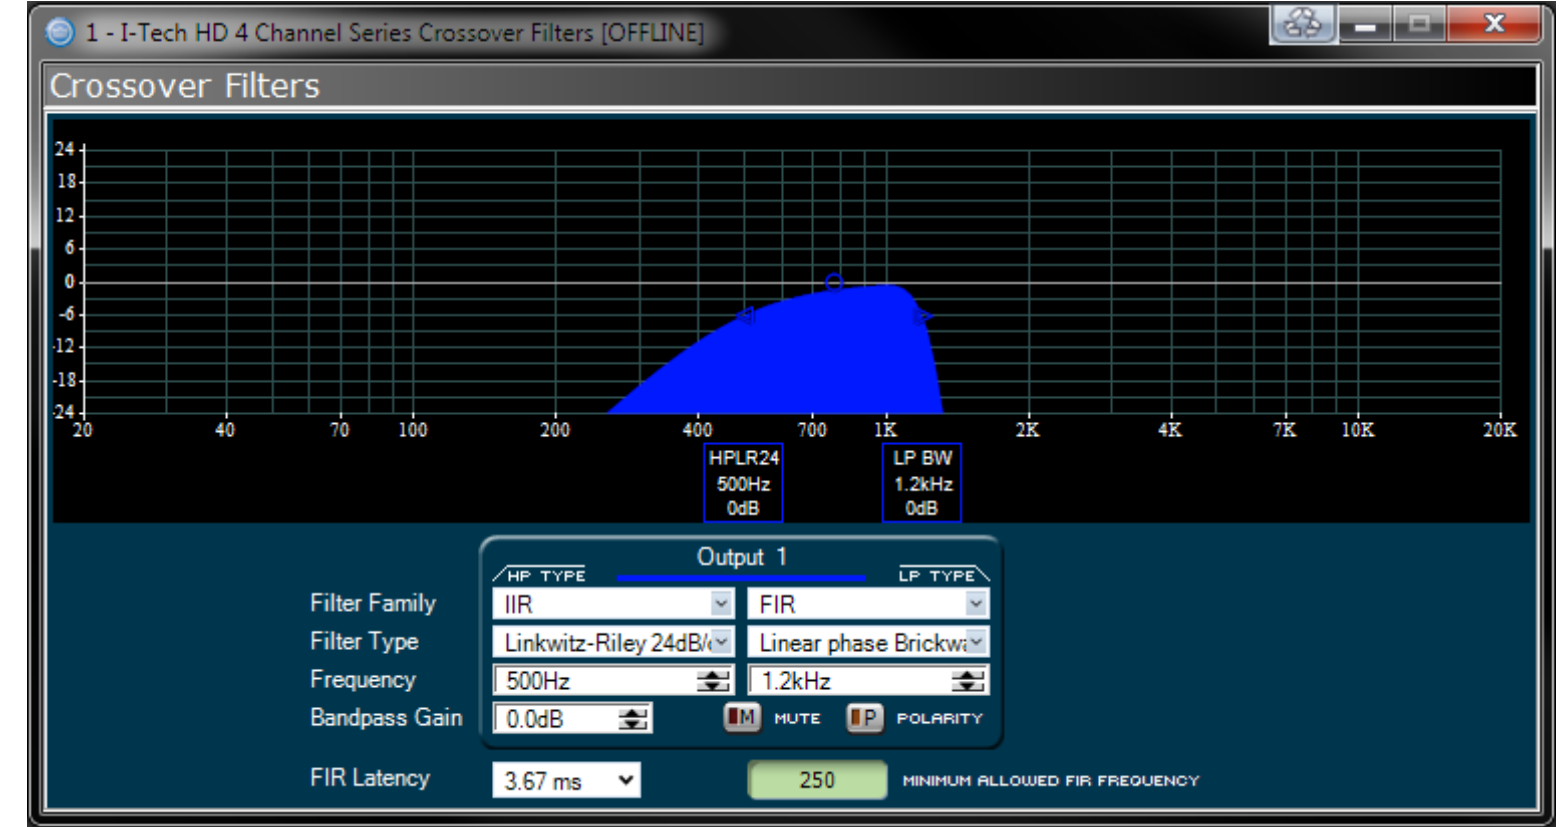 1 - I-Tech HD 4 Channel Series Crossover Filters [OFFLINE]
Crossover Filters
24
18
12
6
0
-6
-12
-18
-24
20 40 70 100 200 400 700 1K 2K 4K 7K 10K 20K
HPLR24 LP BW
500Hz 1.2kHz
0dB 0dB
Output 1
HP TYPE LP TYPE
Filter Family IIR FIR
Filter Type Linkwitz-Riley 24dB/ Linear phase Brickwa
Frequency 500Hz 1.2kHz
Bandpass Gain 0.0dB M MUTE P POLARITY
FIR Latency 3.67 ms 250 MINIMUM ALLOWED FIR FREQUENCY